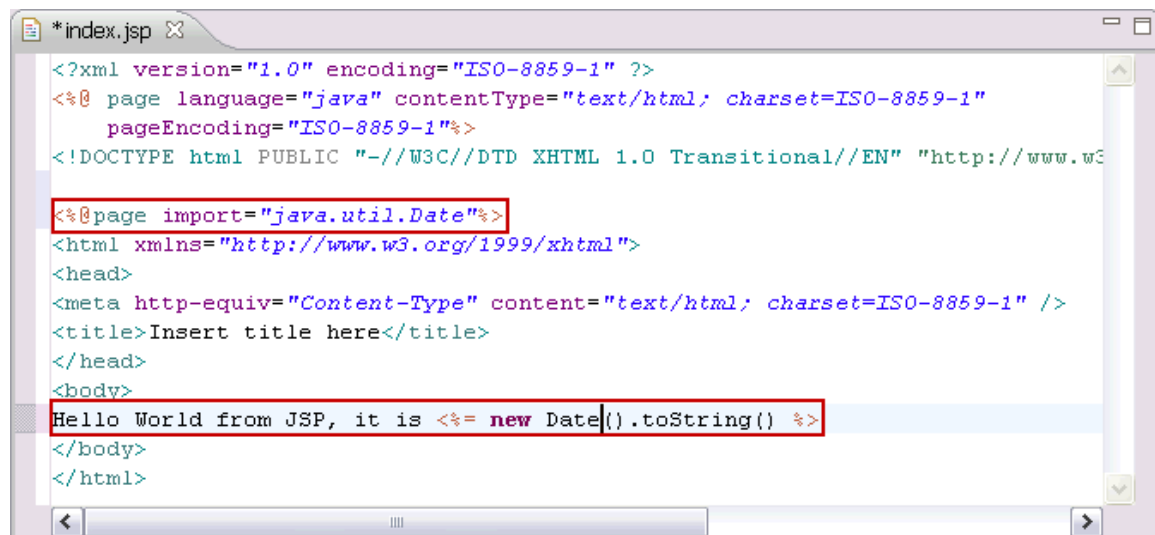 *index.jsp
<?xml version="1.0" encoding="ISO-8859-1" ?>
<%@ page language="java" contentType="text/html; charset=ISO-8859-1"
    pageEncoding="ISO-8859-1"%>
<!DOCTYPE html PUBLIC "-//W3C//DTD XHTML 1.0 Transitional//EN" "http://www.w3
<%@page import="java.util.Date"%>
<html xmlns="http://www.w3.org/1999/xhtml">
<head>
<meta http-equiv="Content-Type" content="text/html; charset=ISO-8859-1" />
<title>Insert title here</title>
</head>
<body>
Hello World from JSP, it is <%= new Date().toString() %>
</body>
</html>